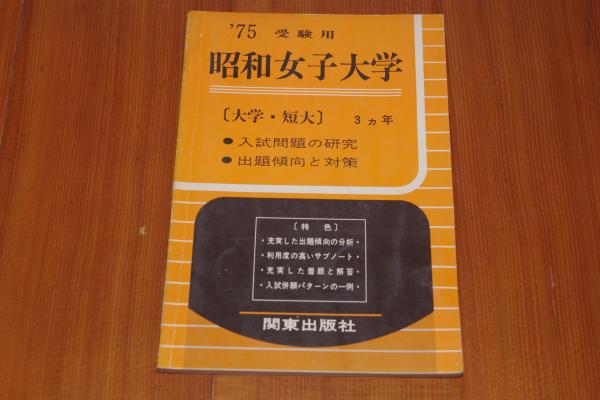 '75 受験用
昭和女子大学
〔大学・短大〕 3ヵ年
●入試問題の研究
●出題傾向と対策
〔特色〕
・充実した出題傾向の分析・
・利用度の高いサブノート・
・充実した着眼と解答・
・入試併願パターンの一例・
関東出版社